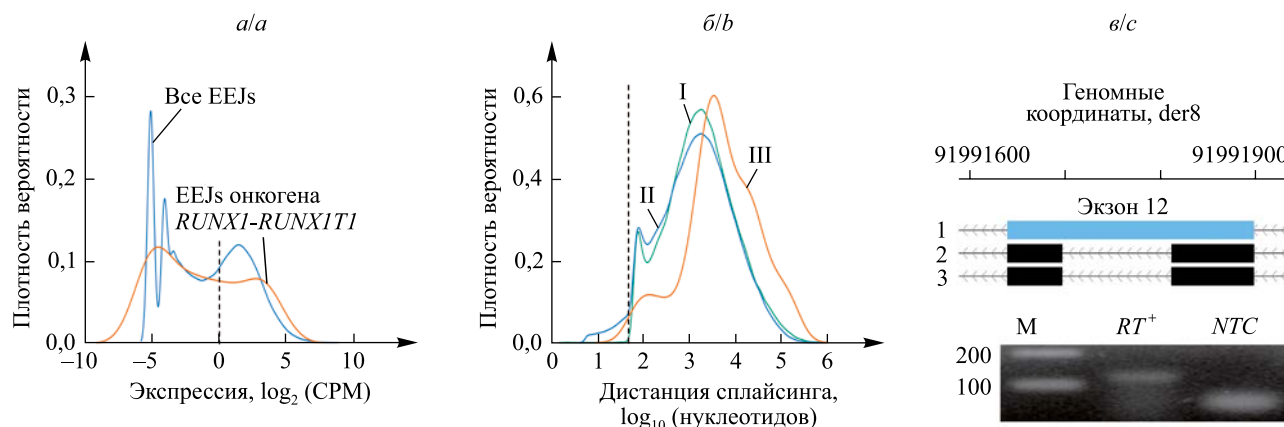 а/a
Плотность вероятности
0,3
0,2
0,1
0,0
Все EEJs
EEJs онкогена
RUNX1-RUNX1T1
−10
−5
0
5
10
Экспрессия, log₂ (CPM)
б/b
Плотность вероятности
0,6
0,4
0,2
0,0
I
II
III
0
1
2
3
4
5
6
Дистанция сплайсинга,
log₁₀ (нуклеотидов)
в/c
Геномные
координаты, der8
91991600
91991900
Экзон 12
1
2
3
M
RT⁺
NTC
200
100